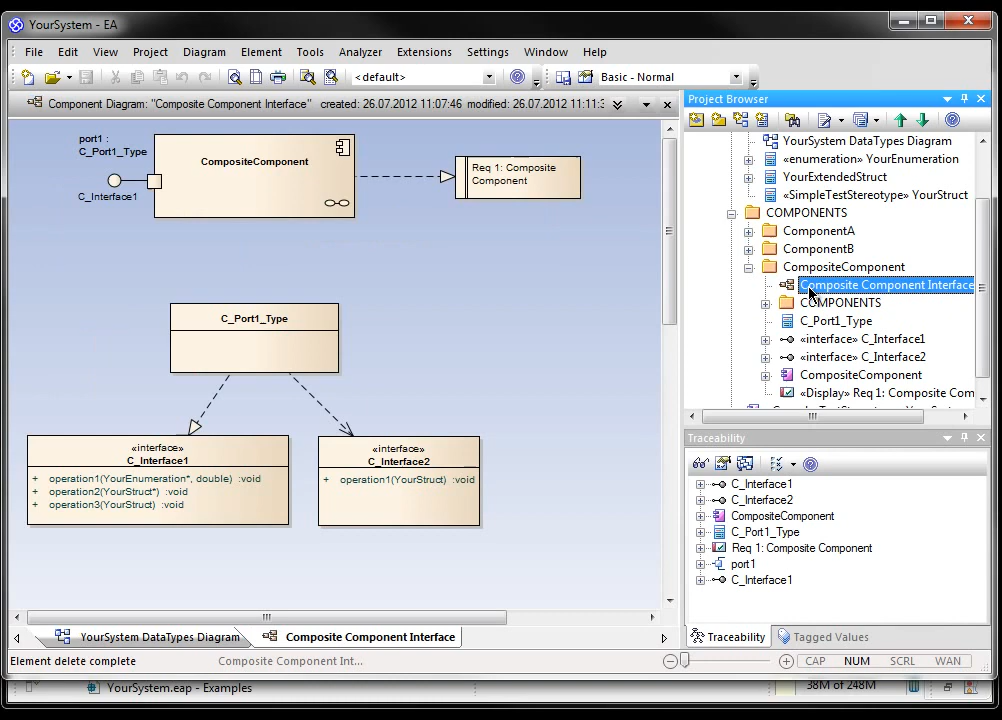 YourSystem - EA
File Edit View Project Diagram Element Tools Analyzer Extensions Settings Window Help
<default> Basic - Normal
Component Diagram: "Composite Component Interface" created: 26.07.2012 11:07:46 modified: 26.07.2012 11:11:3
port1 :
C_Port1_Type
C_Interface1
CompositeComponent
Req 1: Composite
Component
C_Port1_Type
«interface»
C_Interface1
+ operation1(YourEnumeration*, double) :void
+ operation2(YourStruct*) :void
+ operation3(YourStruct) :void
«interface»
C_Interface2
+ operation1(YourStruct) :void
YourSystem DataTypes Diagram Composite Component Interface
Project Browser
YourSystem DataTypes Diagram
«enumeration» YourEnumeration
YourExtendedStruct
«SimpleTestStereotype» YourStruct
COMPONENTS
ComponentA
ComponentB
CompositeComponent
Composite Component Interface
COMPONENTS
C_Port1_Type
«interface» C_Interface1
«interface» C_Interface2
CompositeComponent
«Display» Req 1: Composite Com
Traceability
C_Interface1
C_Interface2
CompositeComponent
C_Port1_Type
Req 1: Composite Component
port1
C_Interface1
Traceability Tagged Values
Element delete complete Composite Component Int... CAP NUM SCRL WAN
YourSystem.eap - Examples 38M of 248M